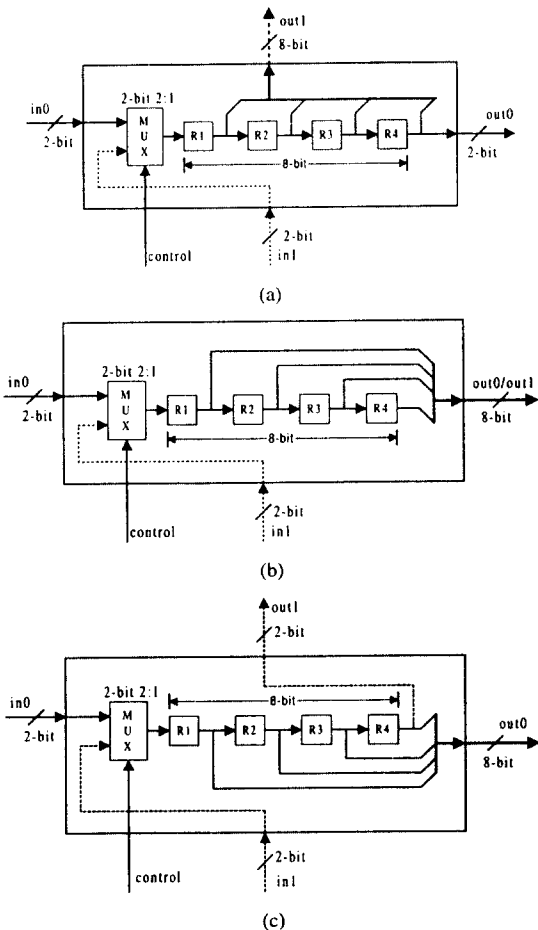 out1
8-bit
2-bit 2:1
in0
2-bit
M
U
X
R1
R2
R3
R4
out0
2-bit
8-bit
2-bit
in1
control
(a)
2-bit 2:1
in0
2-bit
M
U
X
R1
R2
R3
R4
out0/out1
8-bit
8-bit
2-bit
in1
control
(b)
out1
2-bit
2-bit 2:1
8-bit
in0
2-bit
M
U
X
R1
R2
R3
R4
out0
8-bit
2-bit
in1
control
(c)